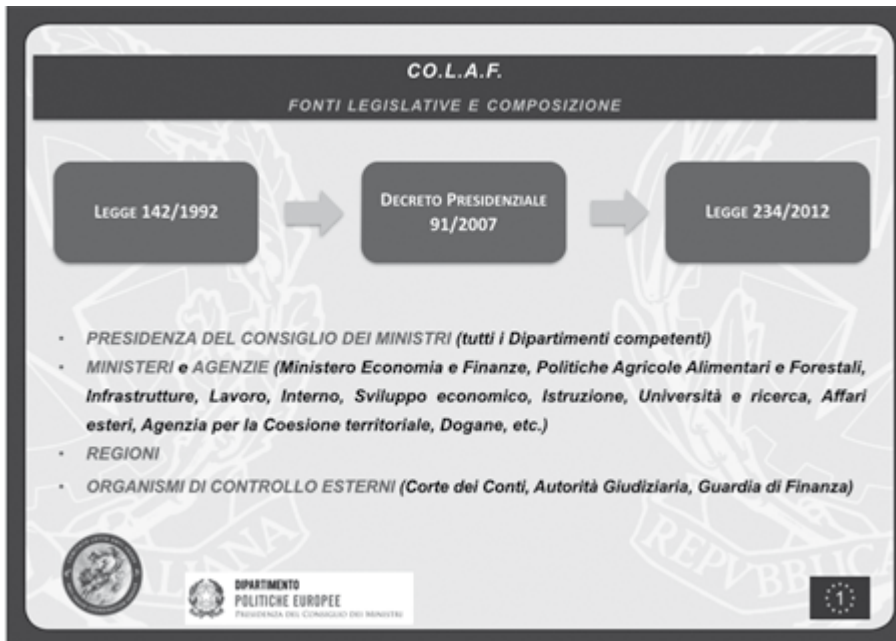 CO.L.A.F.
FONTI LEGISLATIVE E COMPOSIZIONE
LEGGE 142/1992
DECRETO PRESIDENZIALE
91/2007
LEGGE 234/2012
• PRESIDENZA DEL CONSIGLIO DEI MINISTRI (tutti i Dipartimenti competenti)
• MINISTERI e AGENZIE (Ministero Economia e Finanze, Politiche Agricole Alimentari e Forestali,
Infrastrutture, Lavoro, Interno, Sviluppo economico, Istruzione, Università e ricerca, Affari
esteri, Agenzia per la Coesione territoriale, Dogane, etc.)
• REGIONI
• ORGANISMI DI CONTROLLO ESTERNI (Corte dei Conti, Autorità Giudiziaria, Guardia di Finanza)
ALIANA
REPVBBLICA
DIPARTIMENTO
POLITICHE EUROPEE
PRESIDENZA DEL CONSIGLIO DEI MINISTRI
1